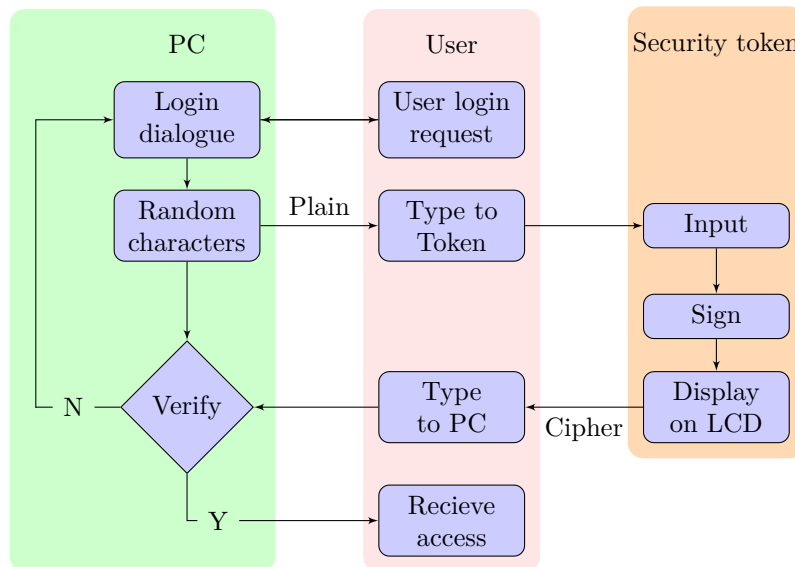 PC
User
Security token
Login
dialogue
User login
request
Random
characters
Plain
Type to
Token
Input
Sign
N
Verify
Type
to PC
Cipher
Display
on LCD
Y
Recieve
access